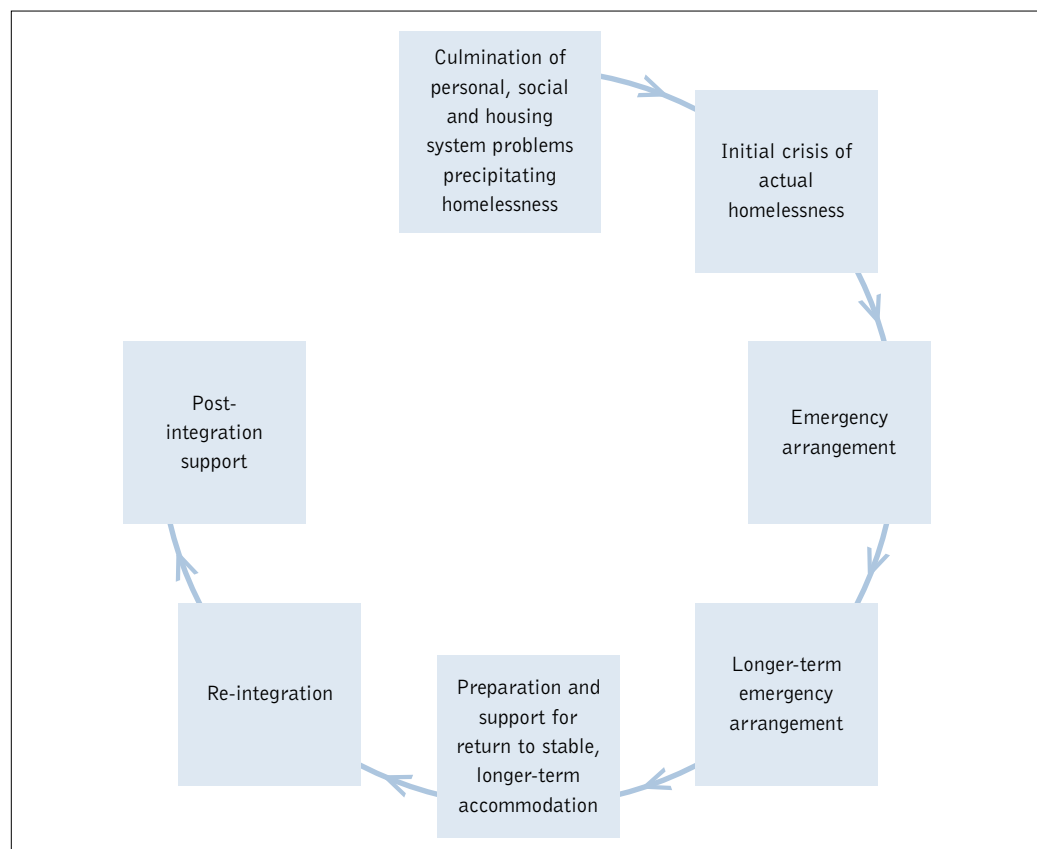 Culmination of
personal, social
and housing
system problems
precipitating
homelessness
Initial crisis of
actual
homelessness
Emergency
arrangement
Longer-term
emergency
arrangement
Preparation and
support for
return to stable,
longer-term
accommodation
Re-integration
Post-
integration
support